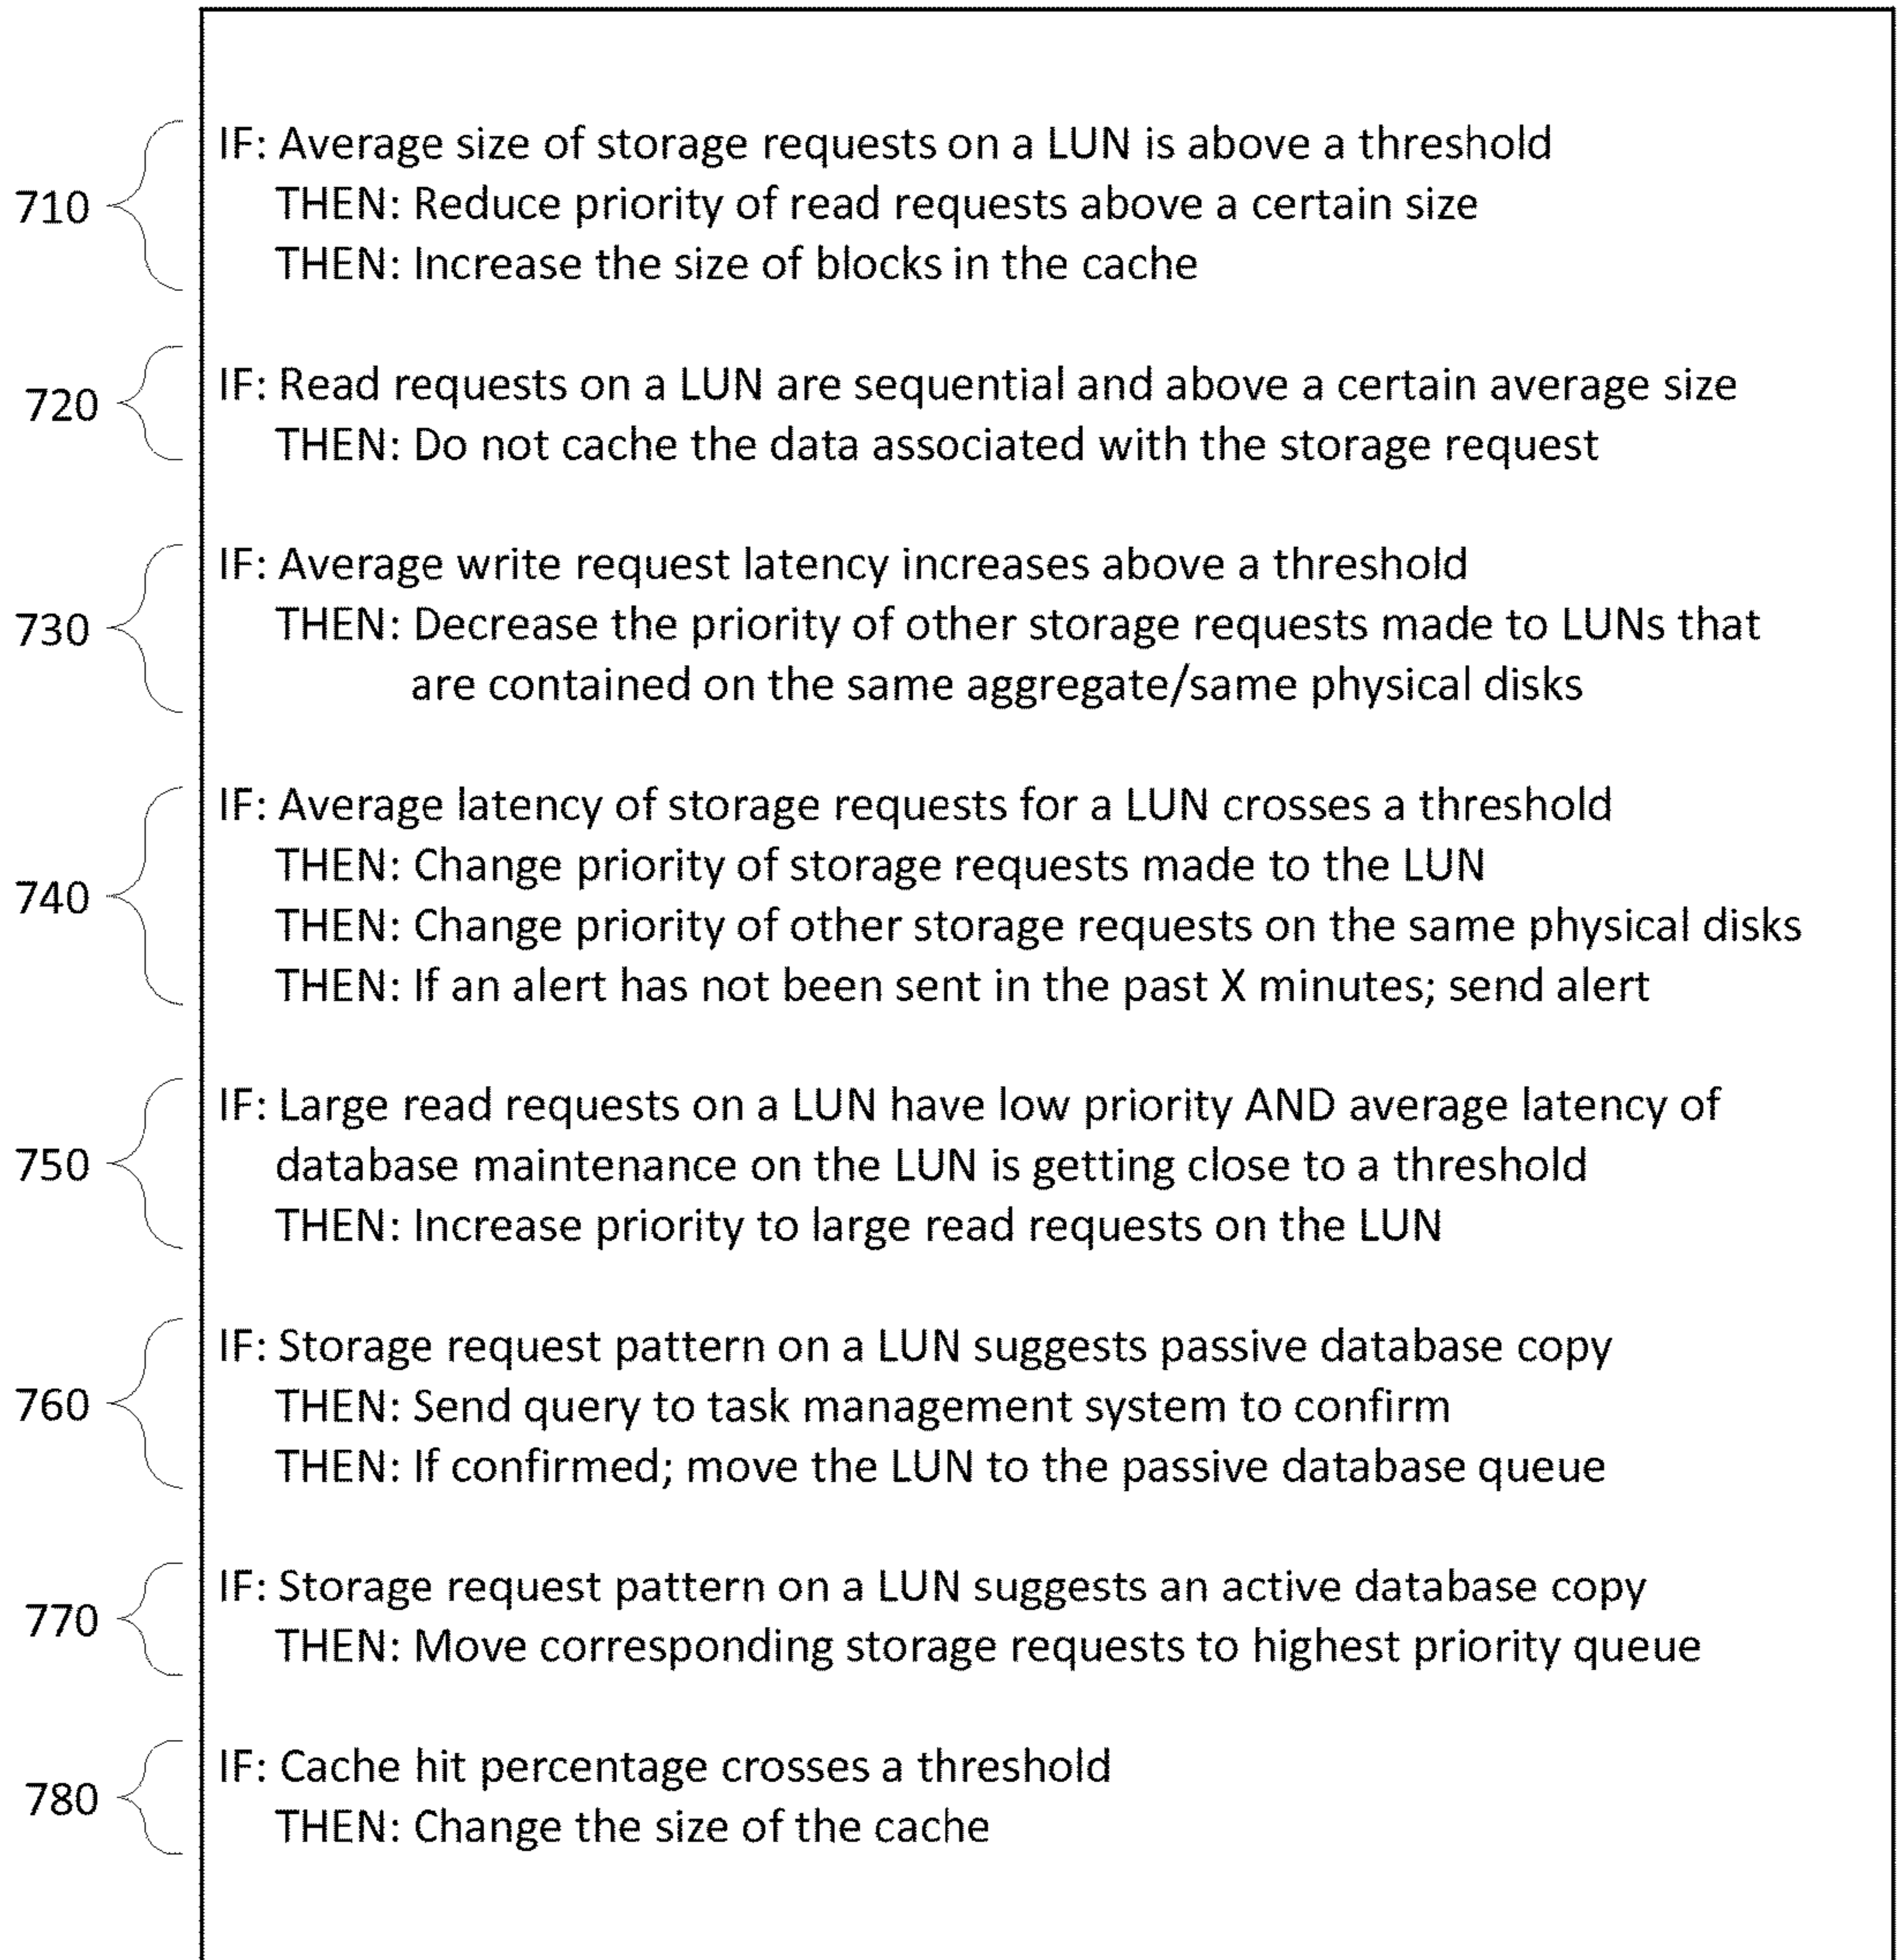 710
IF: Average size of storage requests on a LUN is above a threshold
THEN: Reduce priority of read requests above a certain size
THEN: Increase the size of blocks in the cache
720
IF: Read requests on a LUN are sequential and above a certain average size
THEN: Do not cache the data associated with the storage request
730
IF: Average write request latency increases above a threshold
THEN: Decrease the priority of other storage requests made to LUNs that
are contained on the same aggregate/same physical disks
740
IF: Average latency of storage requests for a LUN crosses a threshold
THEN: Change priority of storage requests made to the LUN
THEN: Change priority of other storage requests on the same physical disks
THEN: If an alert has not been sent in the past X minutes; send alert
750
IF: Large read requests on a LUN have low priority AND average latency of
database maintenance on the LUN is getting close to a threshold
THEN: Increase priority to large read requests on the LUN
760
IF: Storage request pattern on a LUN suggests passive database copy
THEN: Send query to task management system to confirm
THEN: If confirmed; move the LUN to the passive database queue
770
IF: Storage request pattern on a LUN suggests an active database copy
THEN: Move corresponding storage requests to highest priority queue
780
IF: Cache hit percentage crosses a threshold
THEN: Change the size of the cache